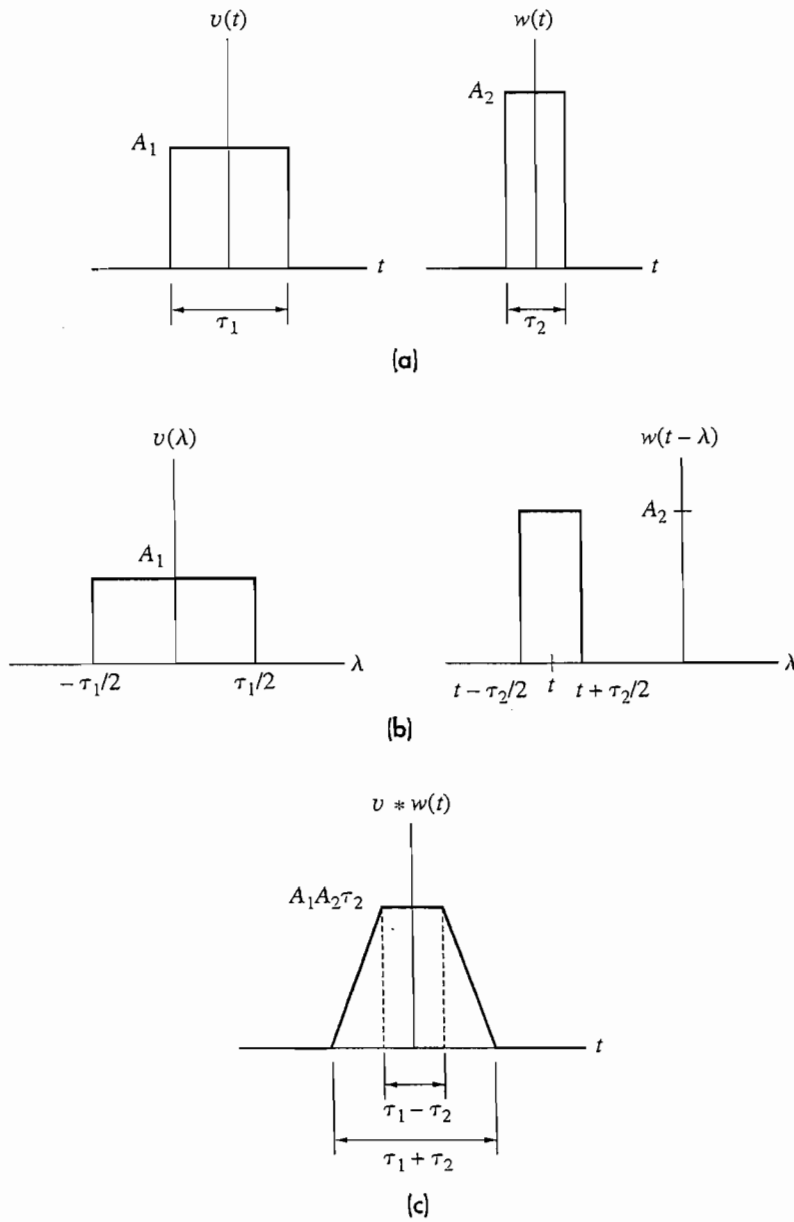 v(t) w(t)
A₂
A₁
t t
τ₁ τ₂
(a)
v(λ) w(t − λ)
A₂
A₁
λ λ
− τ₁/2 τ₁/2 t − τ₂/2 t t + τ₂/2
(b)
v * w(t)
A₁A₂τ₂
t
τ₁ − τ₂
τ₁ + τ₂
(c)